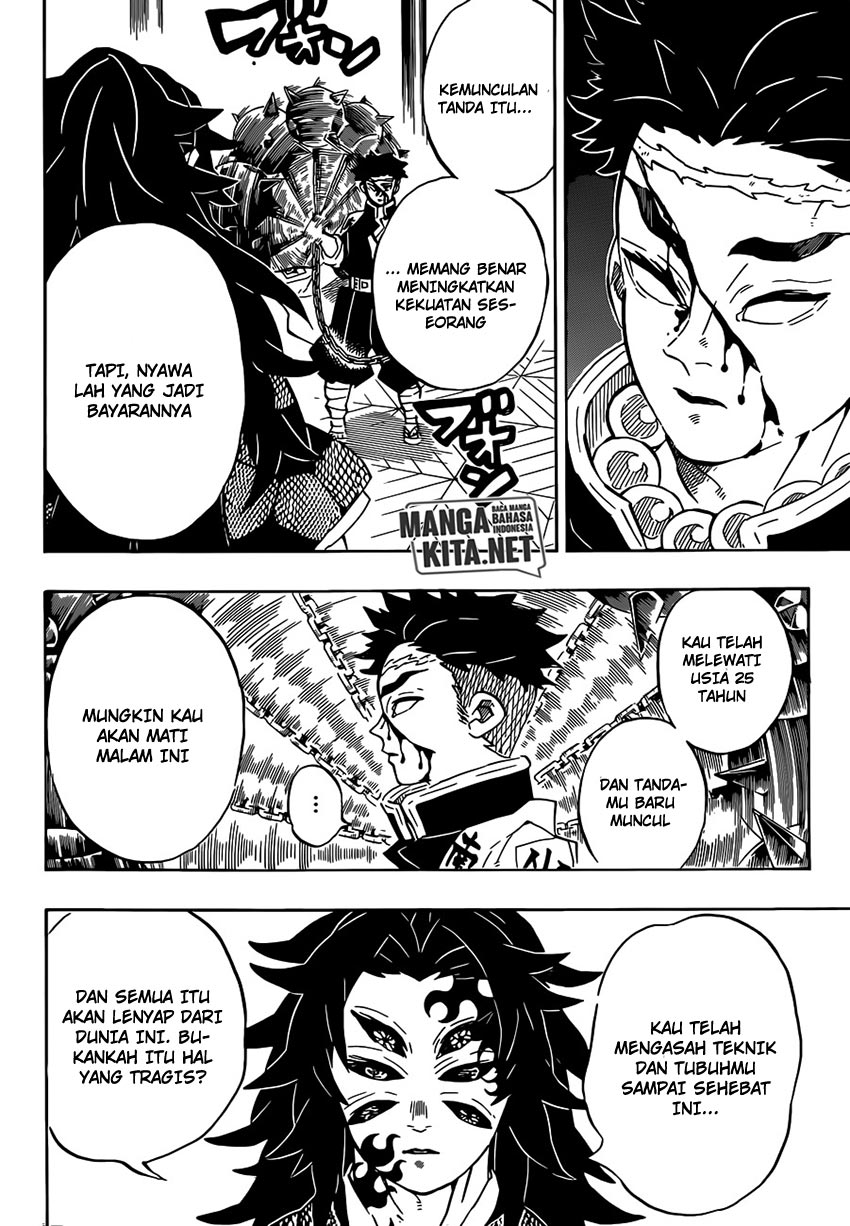 KEMUNCULAN
TANDA ITU...
... MEMANG BENAR
MENINGKATKAN
KEKUATAN SES-
EORANG
TAPI, NYAWA
LAH YANG JADI
BAYARANNYA
MANGA
BACA MANGA
BAHASA
INDONESIA
KITA.NET
KAU TELAH
MELEWATI
USIA 25
TAHUN
DAN TANDA-
MU BARU
MUNCUL
...
MUNGKIN KAU
AKAN MATI
MALAM INI
KAU TELAH
MENGASAH TEKNIK
DAN TUBUHMU
SAMPAI SEHEBAT
INI...
DAN SEMUA ITU
AKAN LENYAP DARI
DUNIA INI. BU-
KANKAH ITU HAL
YANG TRAGIS?